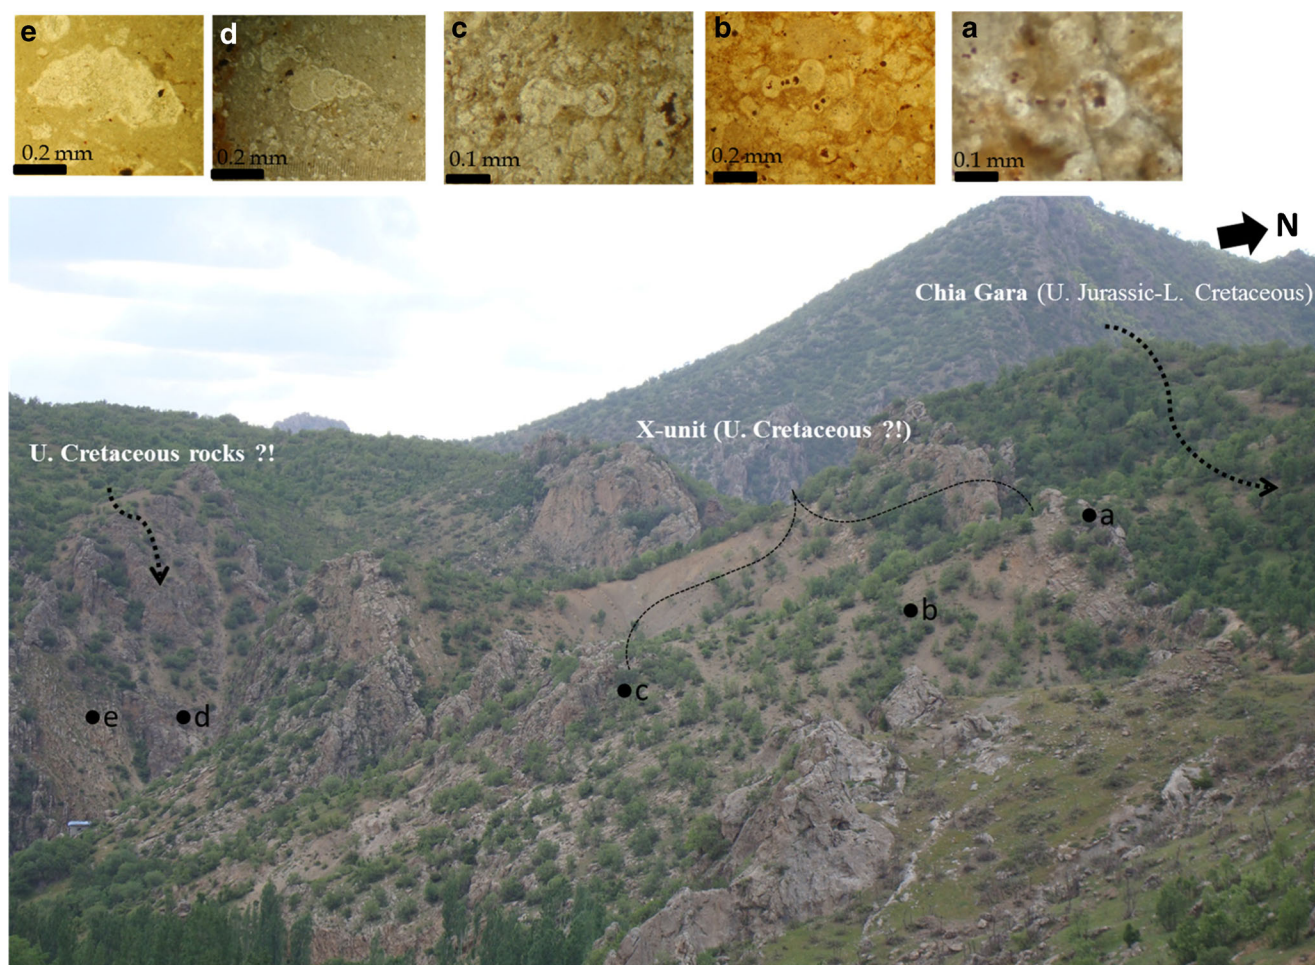 e
d
c
b
a
0.2 mm
0.2 mm
0.1 mm
0.2 mm
0.1 mm
N
Chia Gara (U. Jurassic-L. Cretaceous)
X-unit (U. Cretaceous ?!)
U. Cretaceous rocks ?!
a
b
c
e
d